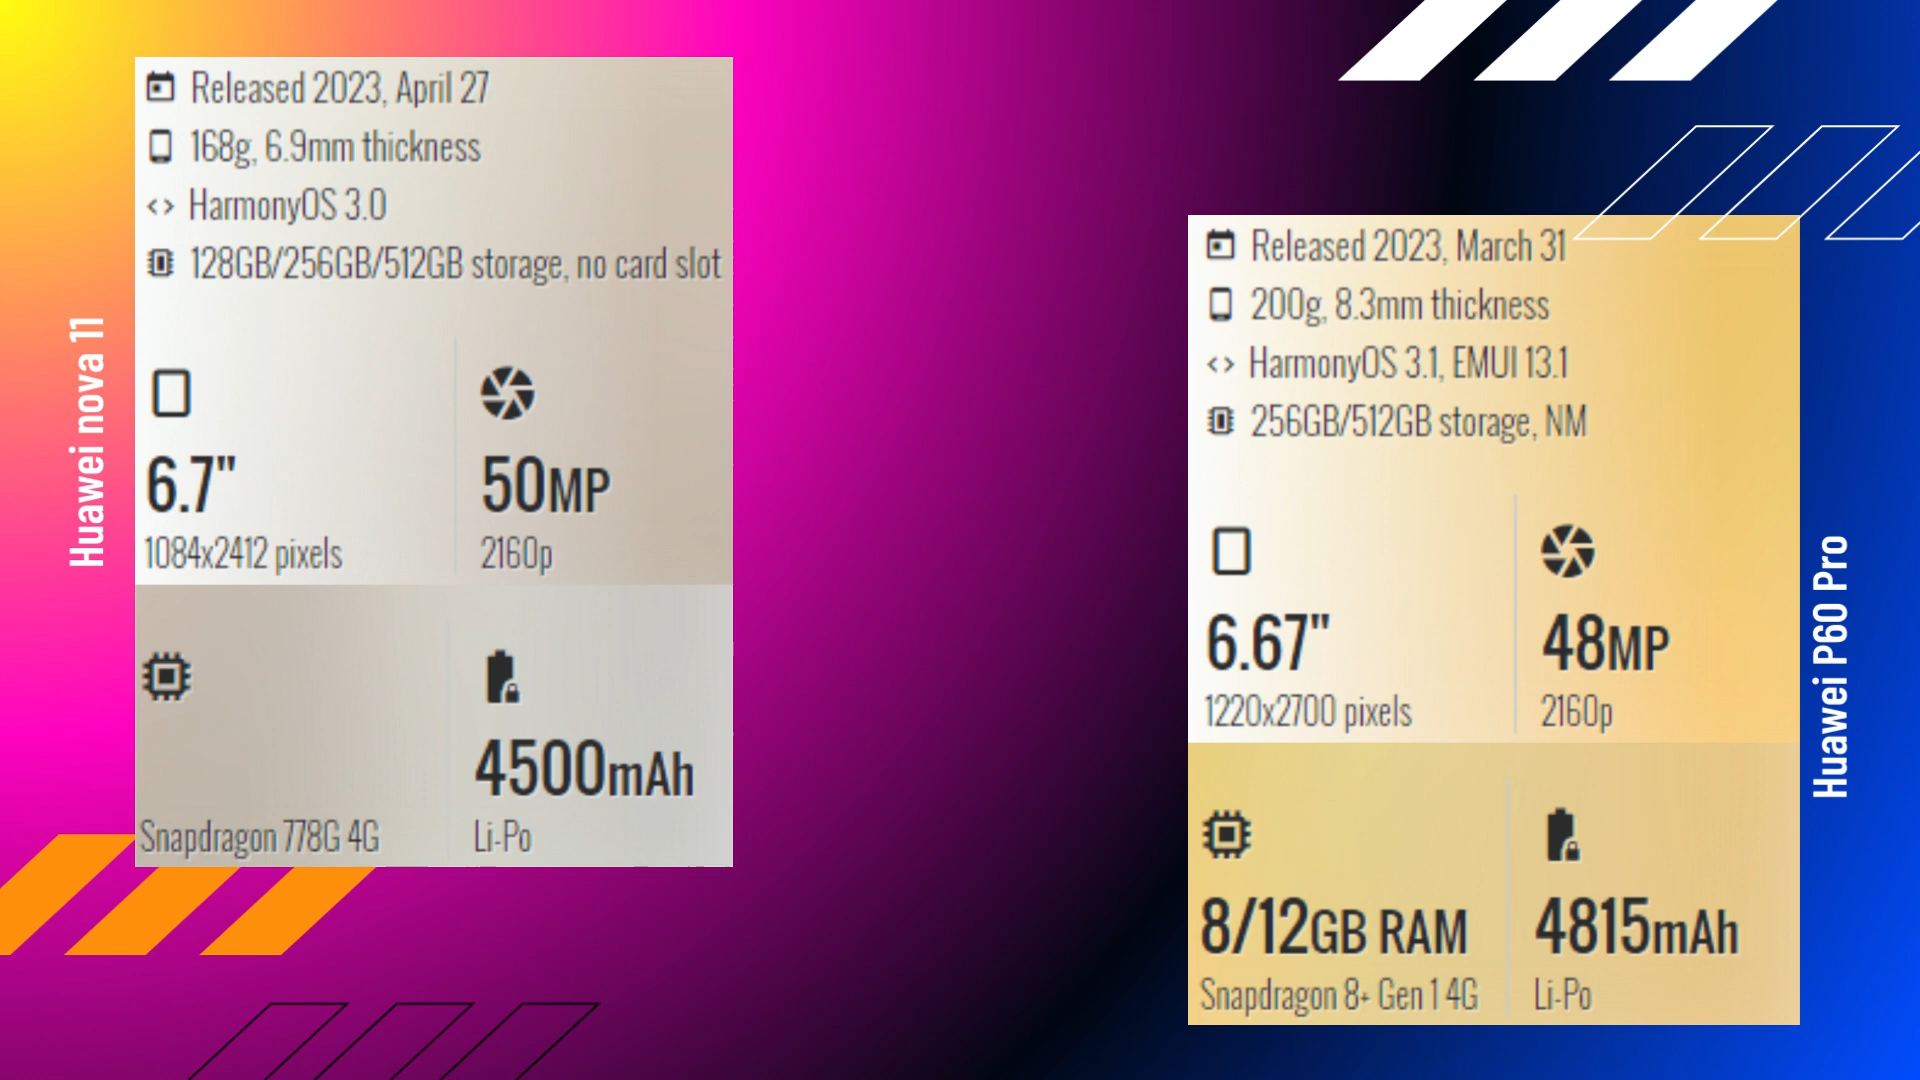 Huawei nova 11
Released 2023, April 27
168g, 6.9mm thickness
HarmonyOS 3.0
128GB/256GB/512GB storage, no card slot
6.7"
1084x2412 pixels
50MP
2160p
Snapdragon 778G 4G
4500mAh
Li-Po
Released 2023, March 31
200g, 8.3mm thickness
HarmonyOS 3.1, EMUI 13.1
256GB/512GB storage, NM
6.67"
1220x2700 pixels
48MP
2160p
8/12GB RAM
Snapdragon 8+ Gen 1 4G
4815mAh
Li-Po
Huawei P60 Pro